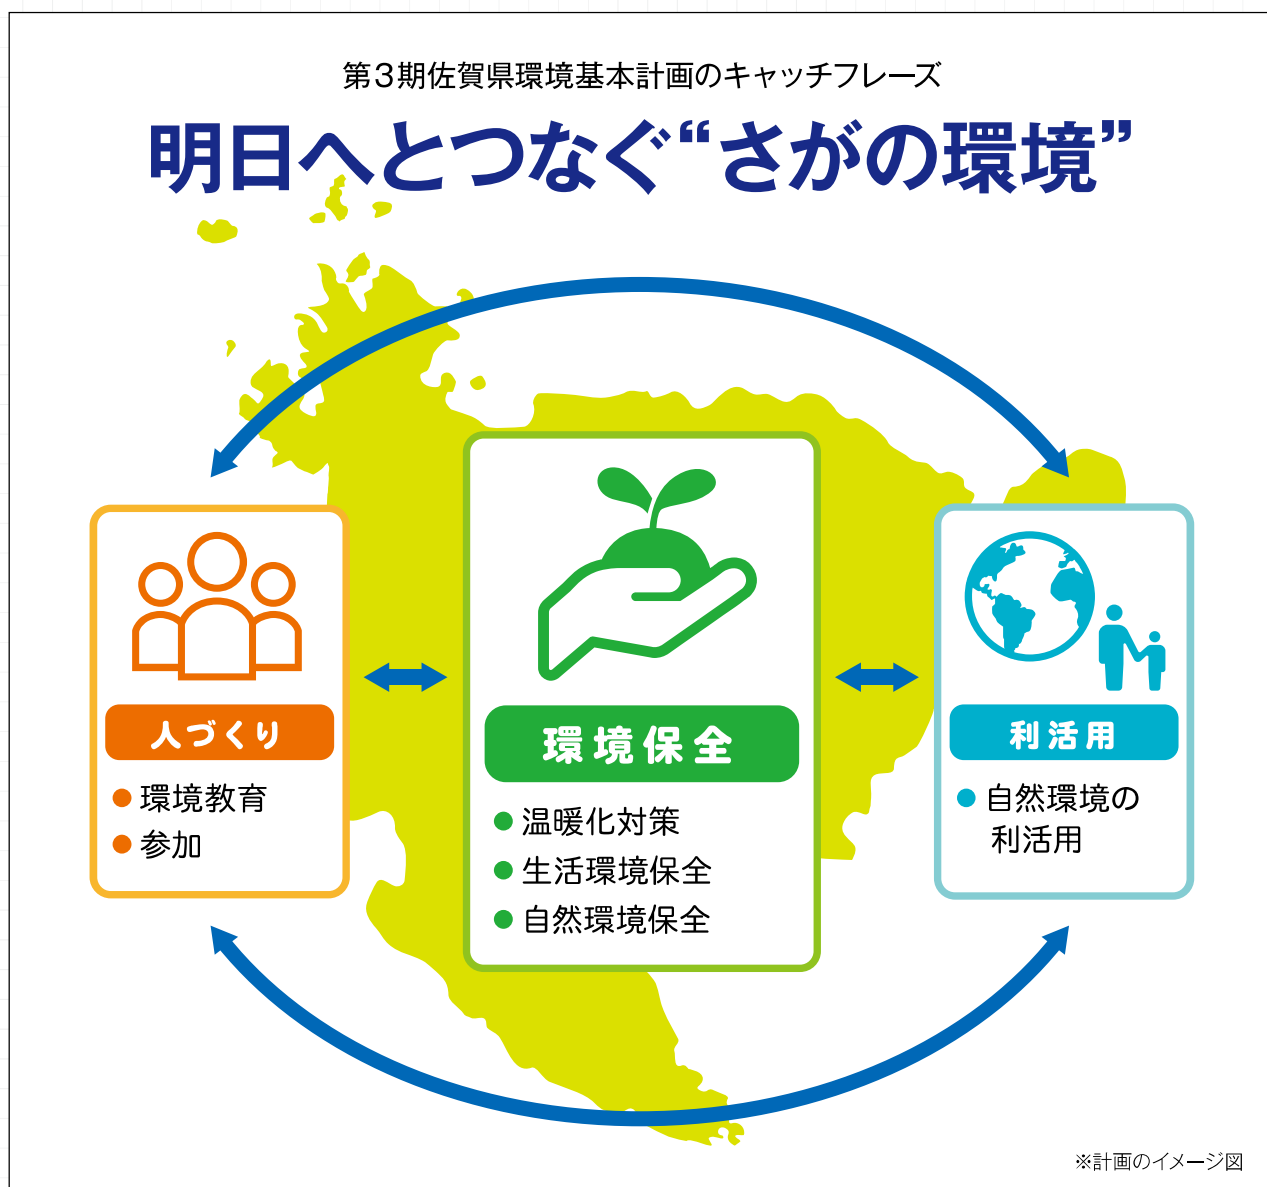 第3期佐賀県環境基本計画のキャッチフレーズ
明日へとつなぐ“さがの環境”
人づくり
● 環境教育
● 参加
環境保全
● 温暖化対策
● 生活環境保全
● 自然環境保全
利活用
● 自然環境の
利活用
※計画のイメージ図